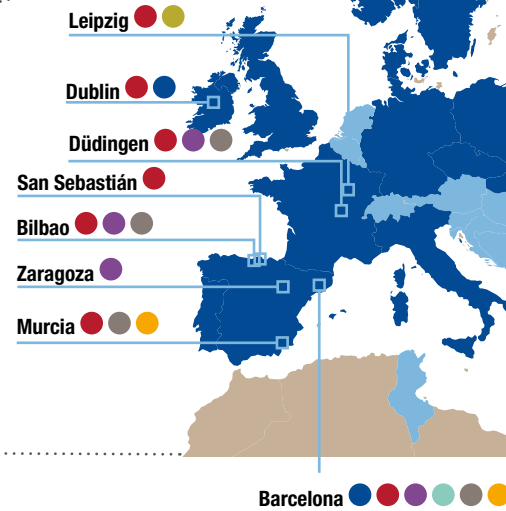 Leipzig
Dublin
Düdingen
San Sebastián
Bilbao
Zaragoza
Murcia
Barcelona